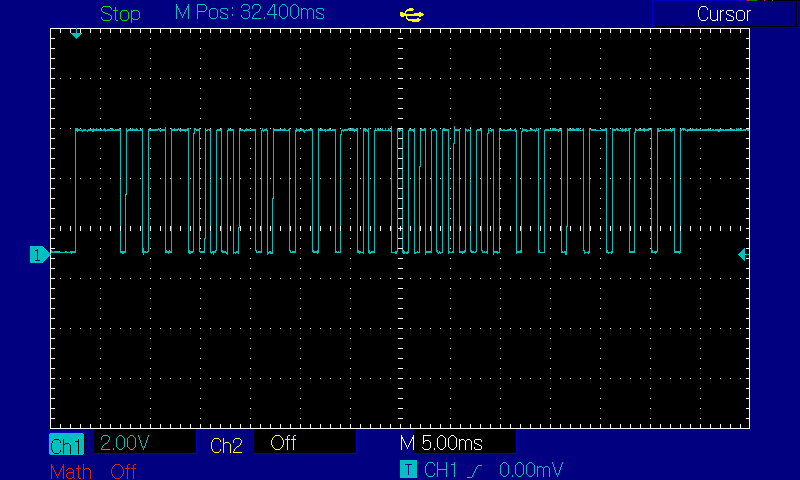 Stop M Pos: 32.400ms Cursor
1
Ch1 2.00V Ch2 Off M 5.00ms
Math Off T CH1 0.00mV